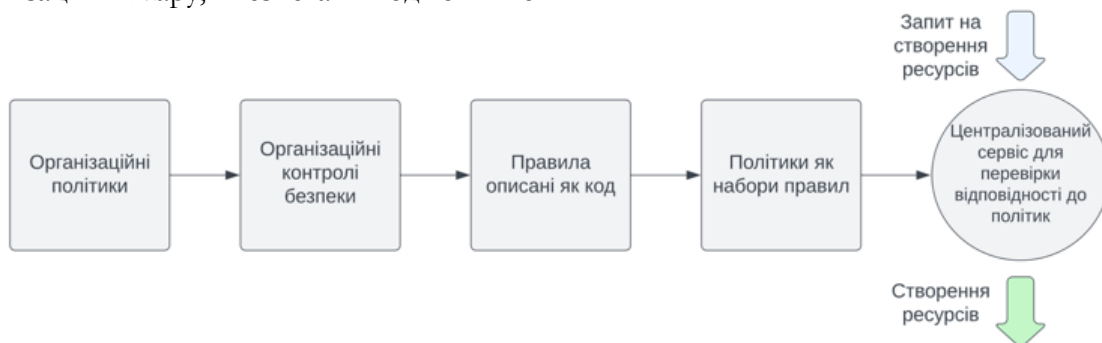 Запит на
створення
ресурсів
Організаційні
політики
Організаційні
контролі
безпеки
Правила
описані як код
Політики як
набори правил
Централізований
сервіс для
перевірки
відповідності до
політик
Створення
ресурсів